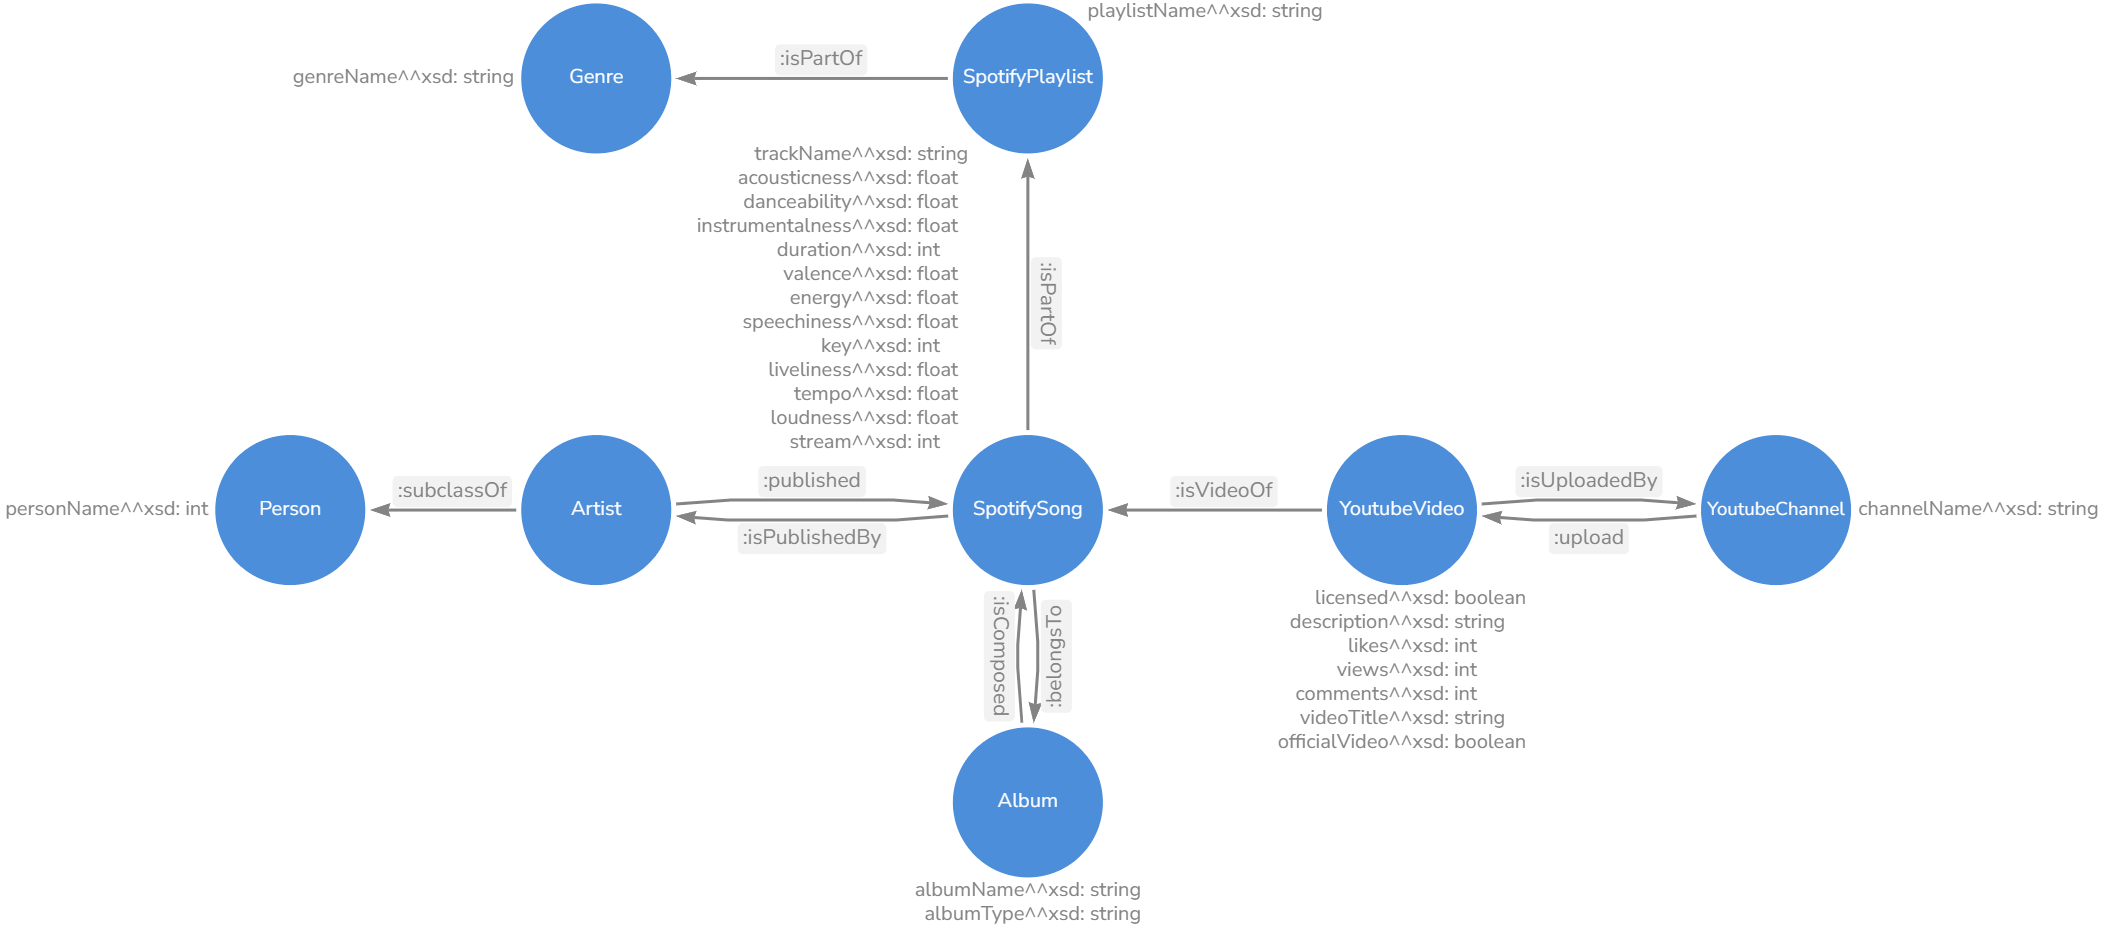 playlistName^^xsd: string
:isPartOf
genreName^^xsd: string
Genre
SpotifyPlaylist
trackName^^xsd: string
acousticness^^xsd: float
danceability^^xsd: float
instrumentalness^^xsd: float
duration^^xsd: int
valence^^xsd: float
energy^^xsd: float
speechiness^^xsd: float
key^^xsd: int
liveliness^^xsd: float
tempo^^xsd: float
loudness^^xsd: float
stream^^xsd: int
:isPartOf
personName^^xsd: int
Person
:subclassOf
Artist
:published
:isPublishedBy
SpotifySong
:isVideoOf
YoutubeVideo
:isUploadedBy
:upload
YoutubeChannel
channelName^^xsd: string
:isComposed
:belongsTo
licensed^^xsd: boolean
description^^xsd: string
likes^^xsd: int
views^^xsd: int
comments^^xsd: int
videoTitle^^xsd: string
officialVideo^^xsd: boolean
Album
albumName^^xsd: string
albumType^^xsd: string